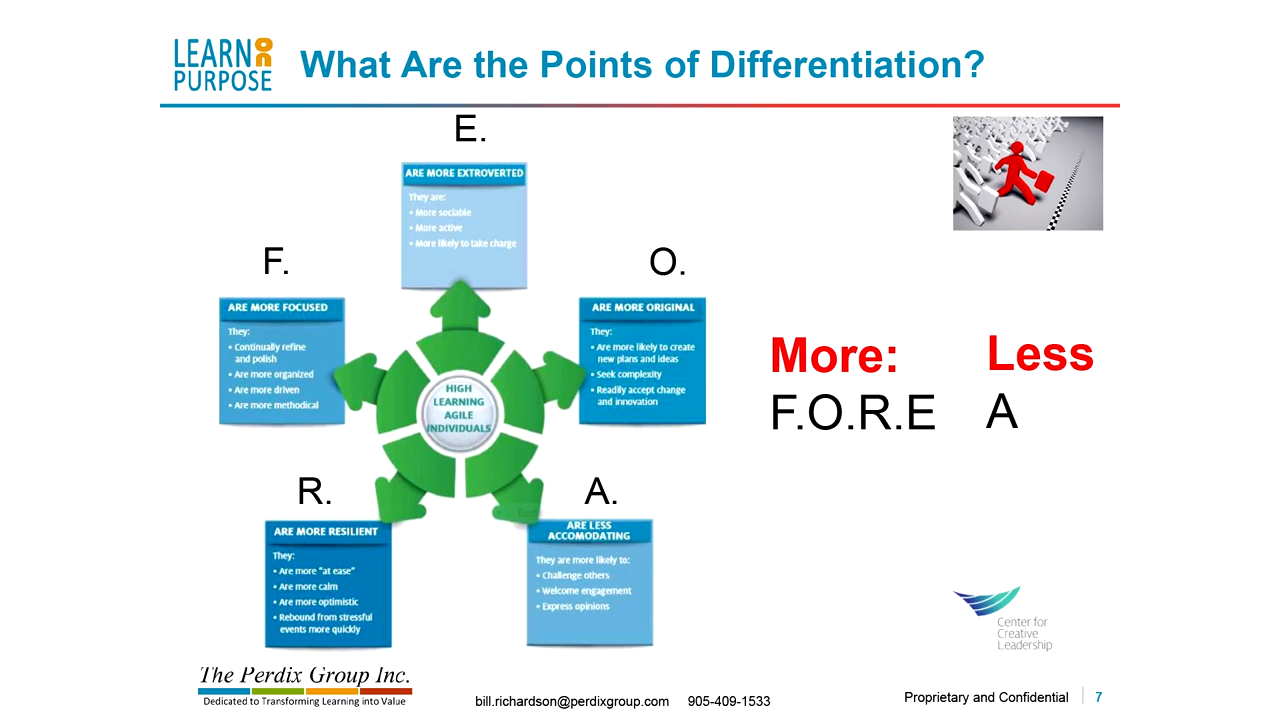 LEARN ON
PURPOSE
What Are the Points of Differentiation?
E.
ARE MORE EXTROVERTED
They are:
• More sociable
• More active
• More likely to take charge
F.
ARE MORE FOCUSED
They:
• Continually refine
and polish
• Are more organized
• Are more driven
• Are more methodical
O.
ARE MORE ORIGINAL
They:
• Are more likely to create
new plans and ideas
• Seek complexity
• Readily accept change
and innovation
HIGH
LEARNING
AGILE
INDIVIDUALS
More:
F.O.R.E
Less
A
R.
ARE MORE RESILIENT
They:
• Are more "at ease"
• Are more calm
• Are more optimistic
• Rebound from stressful
events more quickly
A.
ARE LESS
ACCOMODATING
They are more likely to:
• Challenge others
• Welcome engagement
• Express opinions
Center for
Creative
Leadership
The Perdix Group Inc.
Dedicated to Transforming Learning into Value
bill.richardson@perdixgroup.com 905-409-1533
Proprietary and Confidential 7